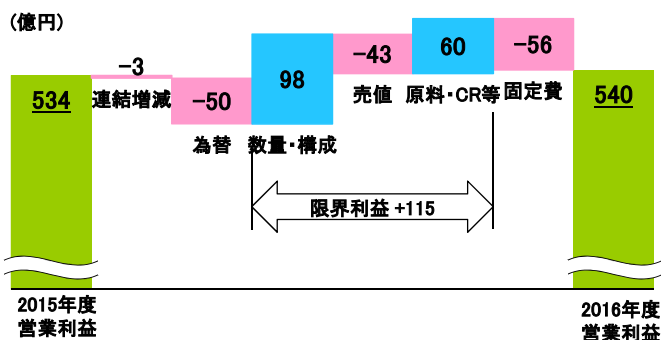 (億円)
534
-3
連結増減
-50
為替
98
数量・構成
-43
売値
60
原料・CR等
-56
固定費
540
限界利益 +115
2015年度
営業利益
2016年度
営業利益